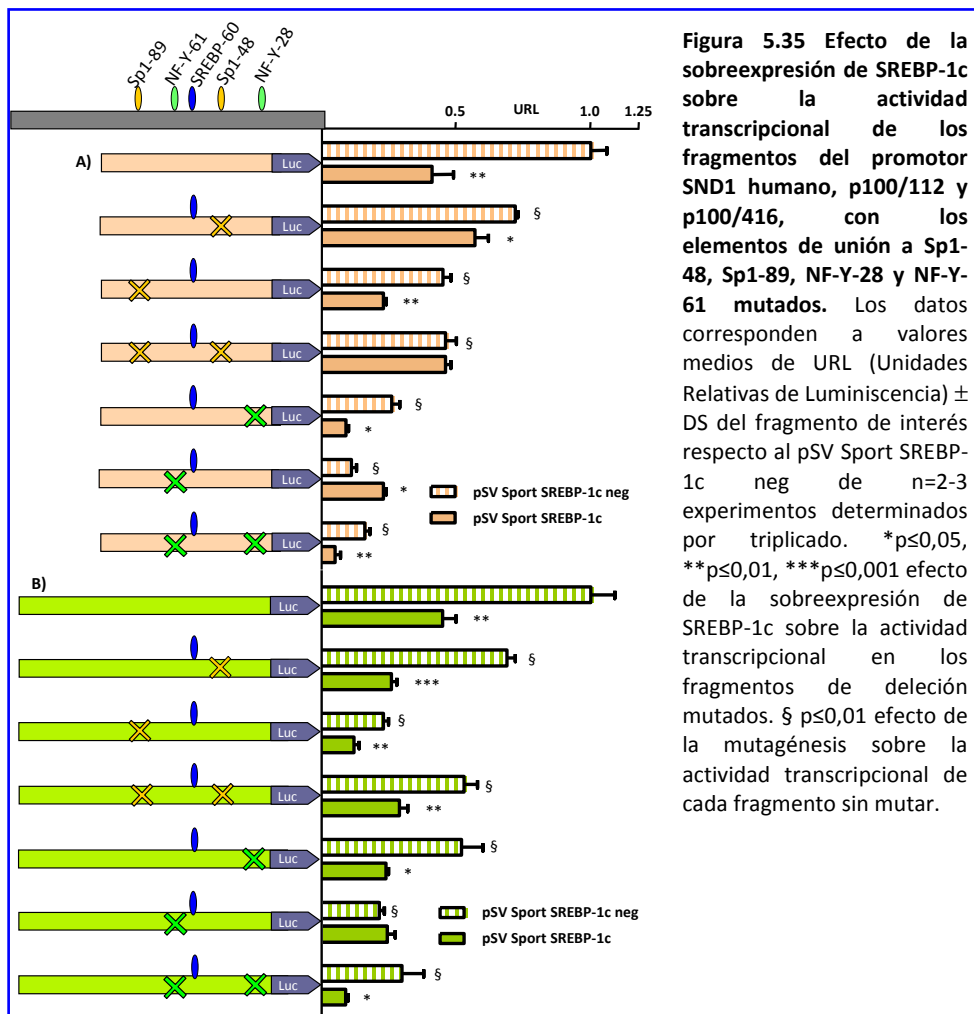 Sp1-89
NF-Y-61
SREBP-60
Sp1-48
NF-Y-28
0.5 URL 1.0 1.25
A) Luc
**
§
Luc
*
§
Luc
**
§
Luc
§
Luc
*
§
Luc
*
pSV Sport SREBP-1c neg
pSV Sport SREBP-1c
§
Luc
**
B)
Luc
**
§
Luc
***
§
Luc
**
§
Luc
**
§
Luc
*
§
Luc
pSV Sport SREBP-1c neg
pSV Sport SREBP-1c
§
Luc
*
Figura 5.35 Efecto de la
sobreexpresión de SREBP-1c
sobre la actividad
transcripcional de los
fragmentos del promotor
SND1 humano, p100/112 y
p100/416, con los
elementos de unión a Sp1-
48, Sp1-89, NF-Y-28 y NF-Y-
61 mutados. Los datos
corresponden a valores
medios de URL (Unidades
Relativas de Luminiscencia) ±
DS del fragmento de interés
respecto al pSV Sport SREBP-
1c neg de n=2-3
experimentos determinados
por triplicado. *p≤0,05,
**p≤0,01, ***p≤0,001 efecto
de la sobreexpresión de
SREBP-1c sobre la actividad
transcripcional en los
fragmentos de deleción
mutados. § p≤0,01 efecto de
la mutagénesis sobre la
actividad transcripcional de
cada fragmento sin mutar.